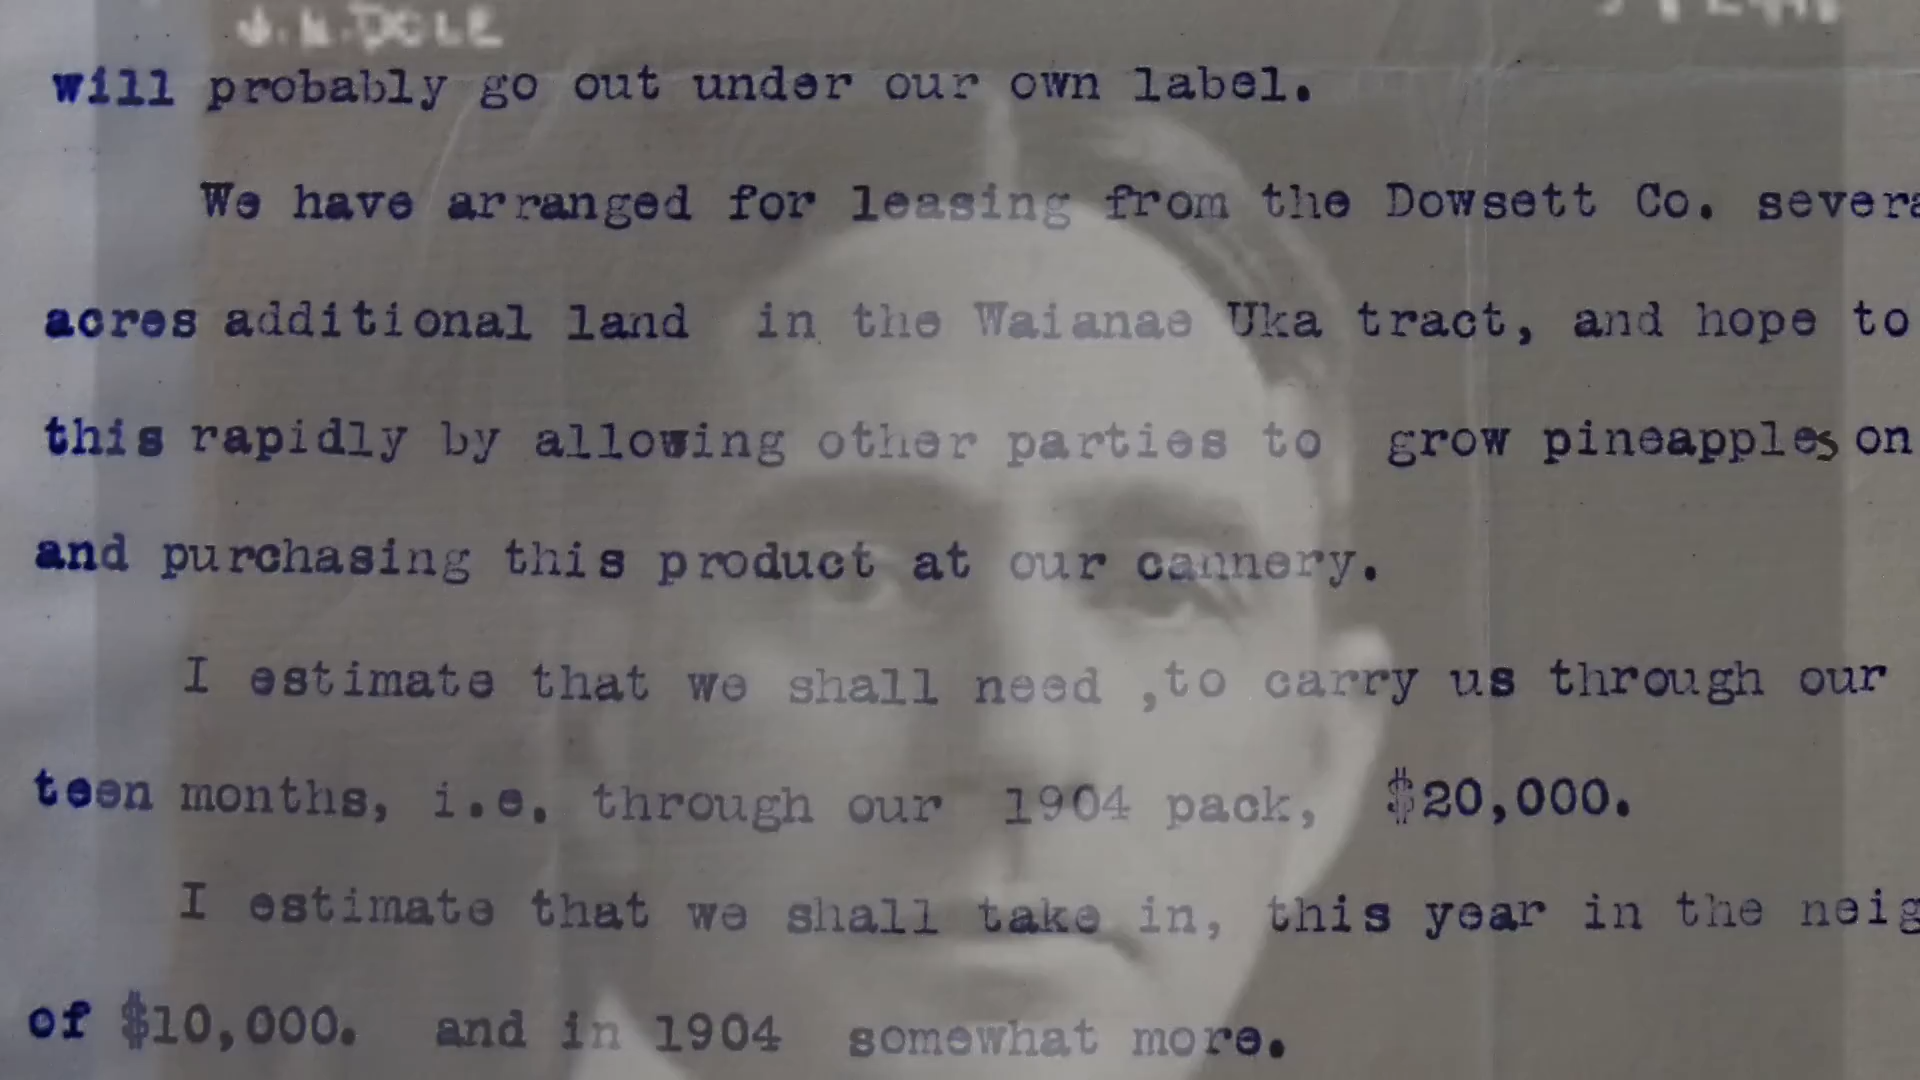 J. H. DOLE
will probably go out under our own label.
We have arranged for leasing from the Dowsett Co. severa
acres additional land in the Waianae Uka tract, and hope to
this rapidly by allowing other parties to grow pineapples on
and purchasing this product at our cannery.
I estimate that we shall need ,to carry us through our
teen months, i.e. through our 1904 pack, $20,000.
I estimate that we shall take in, this year in the neig
of $10,000. and in 1904 somewhat more.